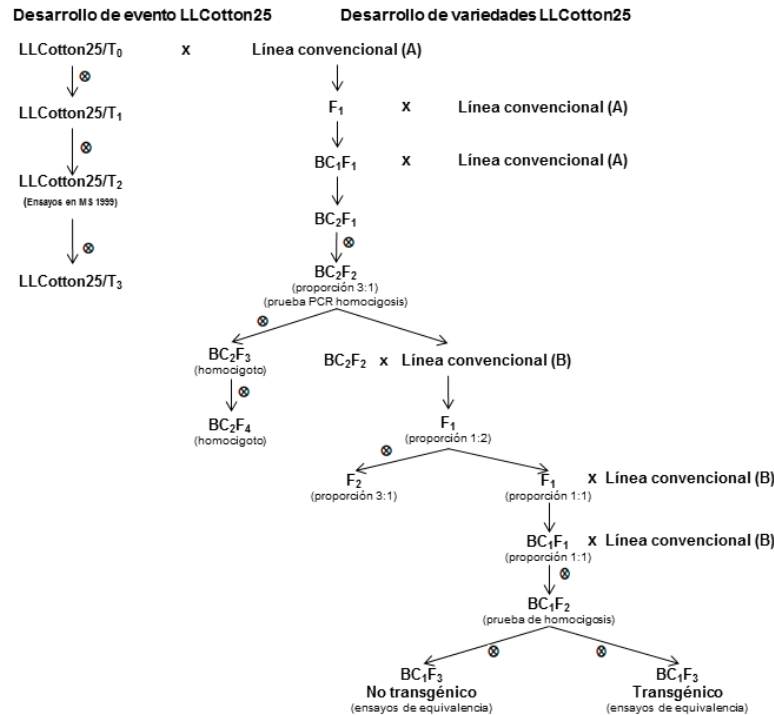 Desarrollo de evento LLCotton25 Desarrollo de variedades LLCotton25
LLCotton25/T₀ x Línea convencional (A)
⊗
LLCotton25/T₁ F₁ x Línea convencional (A)
⊗
BC₁F₁ x Línea convencional (A)
LLCotton25/T₂
(Ensayos en MS 1999)
BC₂F₁
⊗ ⊗
LLCotton25/T₃ BC₂F₂
(proporción 3:1)
(prueba PCR homocigosis)
⊗
BC₂F₃ BC₂F₂ x Línea convencional (B)
(homocigoto)
⊗
BC₂F₄ F₁
(homocigoto) (proporción 1:2)
⊗
F₂ F₁ x Línea convencional (B)
(proporción 3:1) (proporción 1:1)
BC₁F₁ x Línea convencional (B)
(proporción 1:1)
⊗
BC₁F₂
(prueba de homocigosis)
⊗ ⊗
BC₁F₃ BC₁F₃
No transgénico Transgénico
(ensayos de equivalencia) (ensayos de equivalencia)